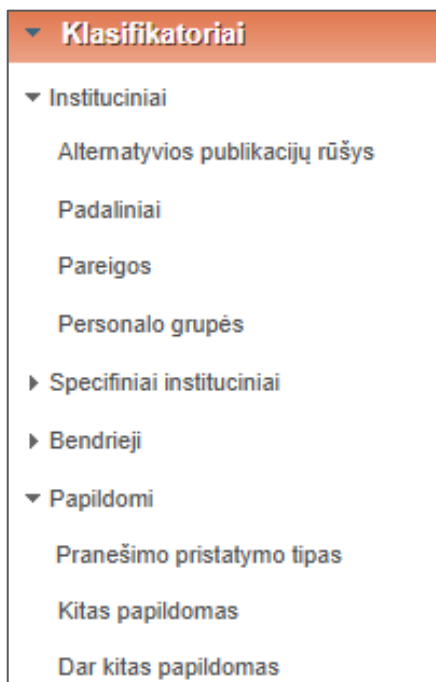 Klasifikatoriai
Instituciniai
Alternatyvios publikacijų rūšys
Padaliniai
Pareigos
Personalo grupės
Specifiniai instituciniai
Bendrieji
Papildomi
Pranešimo pristatymo tipas
Kitas papildomas
Dar kitas papildomas